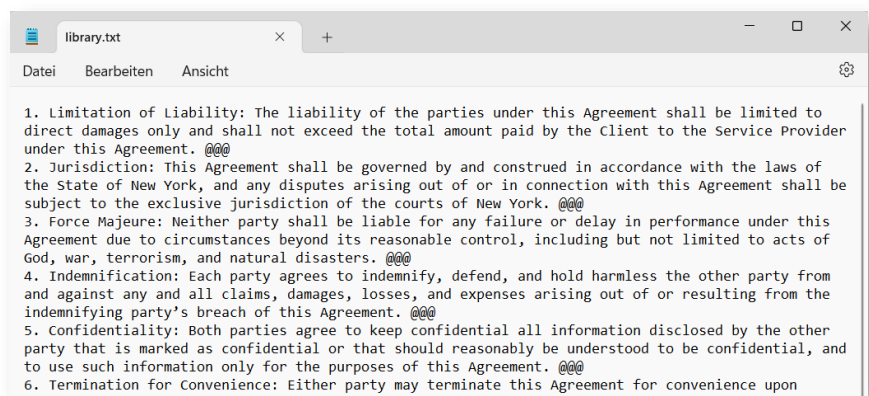 library.txt
Datei Bearbeiten Ansicht
1. Limitation of Liability: The liability of the parties under this Agreement shall be limited to
direct damages only and shall not exceed the total amount paid by the Client to the Service Provider
under this Agreement. @@@
2. Jurisdiction: This Agreement shall be governed by and construed in accordance with the laws of
the State of New York, and any disputes arising out of or in connection with this Agreement shall be
subject to the exclusive jurisdiction of the courts of New York. @@@
3. Force Majeure: Neither party shall be liable for any failure or delay in performance under this
Agreement due to circumstances beyond its reasonable control, including but not limited to acts of
God, war, terrorism, and natural disasters. @@@
4. Indemnification: Each party agrees to indemnify, defend, and hold harmless the other party from
and against any and all claims, damages, losses, and expenses arising out of or resulting from the
indemnifying party’s breach of this Agreement. @@@
5. Confidentiality: Both parties agree to keep confidential all information disclosed by the other
party that is marked as confidential or that should reasonably be understood to be confidential, and
to use such information only for the purposes of this Agreement. @@@
6. Termination for Convenience: Either party may terminate this Agreement for convenience upon